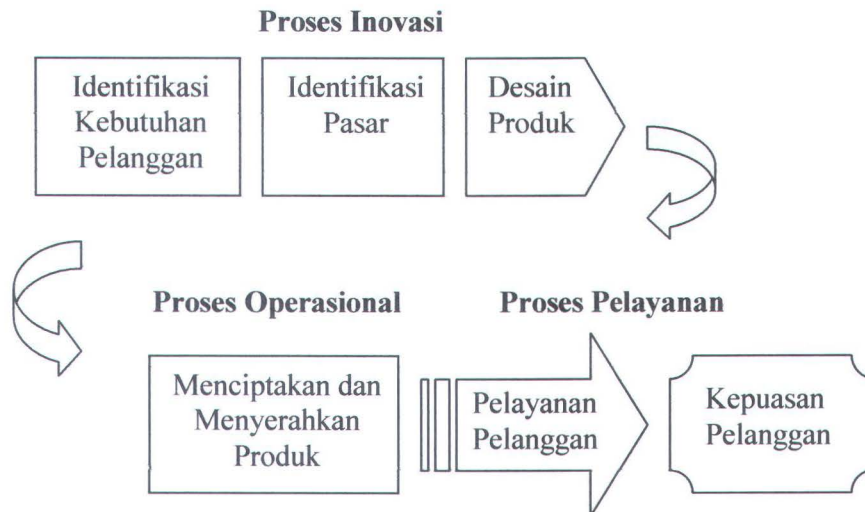 Proses Inovasi
Identifikasi
Kebutuhan
Pelanggan
Identifikasi
Pasar
Desain
Produk
Proses Operasional
Proses Pelayanan
Menciptakan dan
Menyerahkan
Produk
Pelayanan
Pelanggan
Kepuasan
Pelanggan